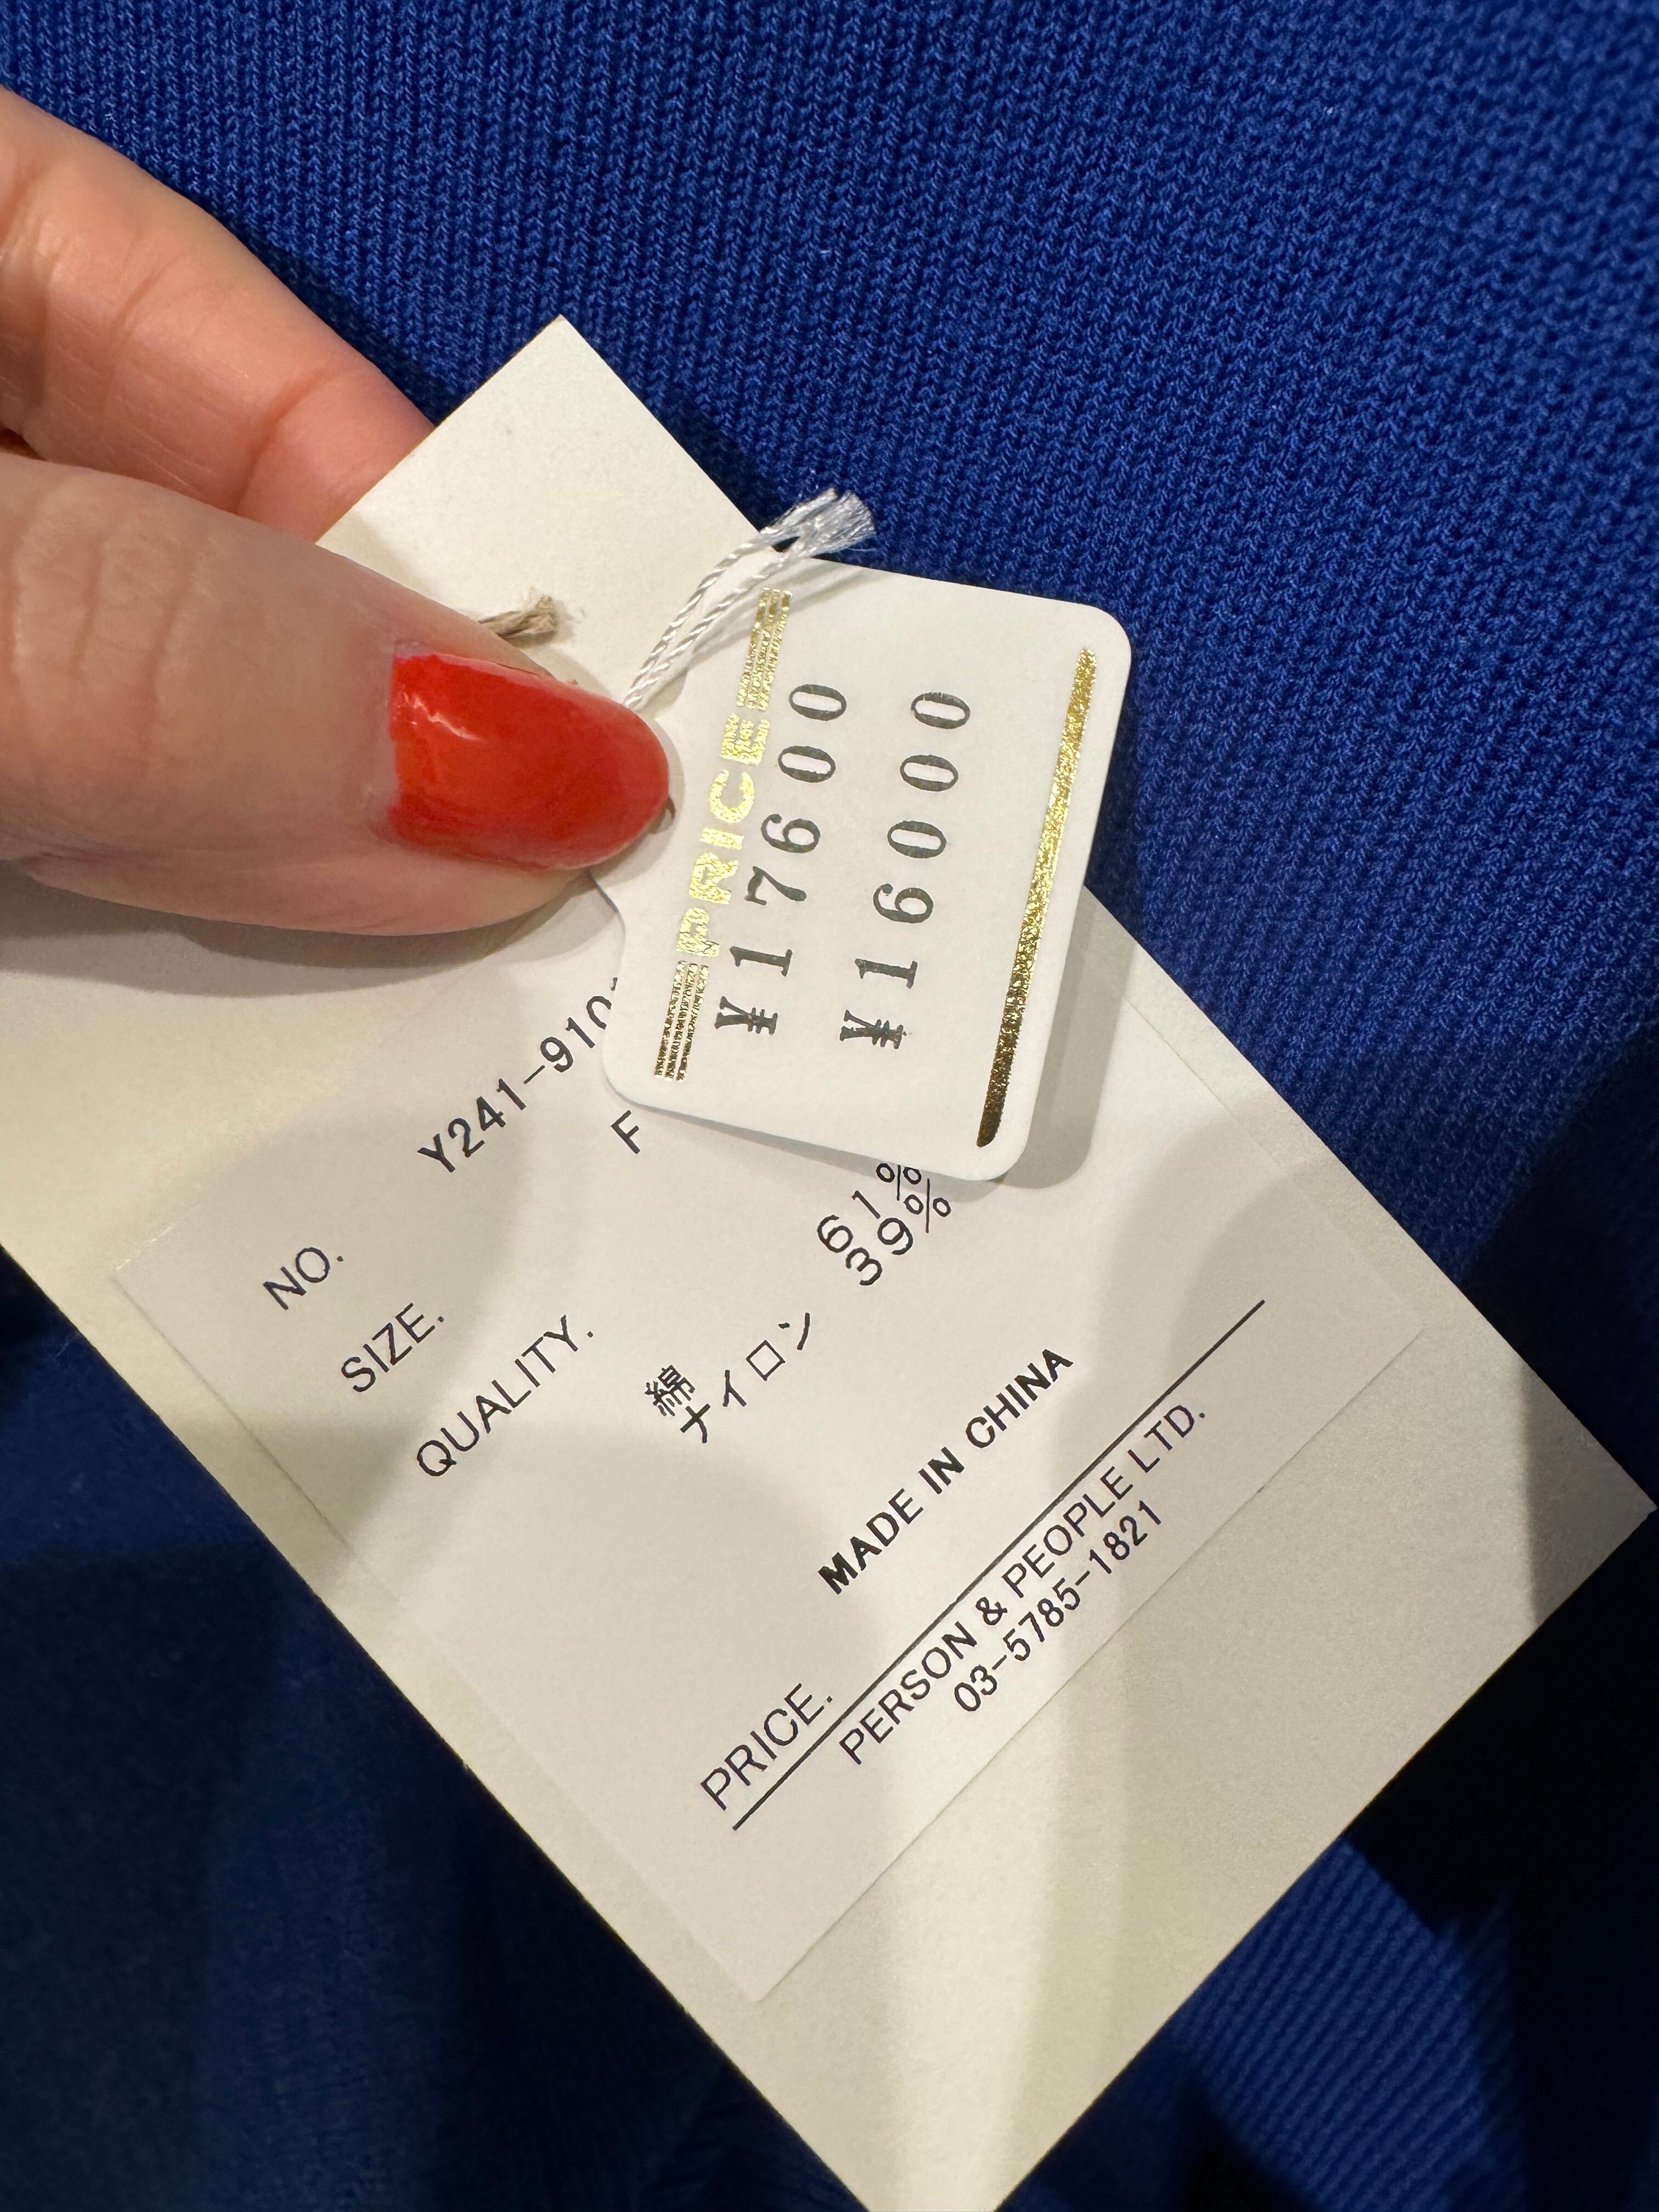 PRICE
¥17600
¥16000
NO. Y241-910
SIZE. F
QUALITY.
綿 61%
ナイロン 39%
MADE IN CHINA
PRICE.
PERSON & PEOPLE LTD.
03-5785-1821